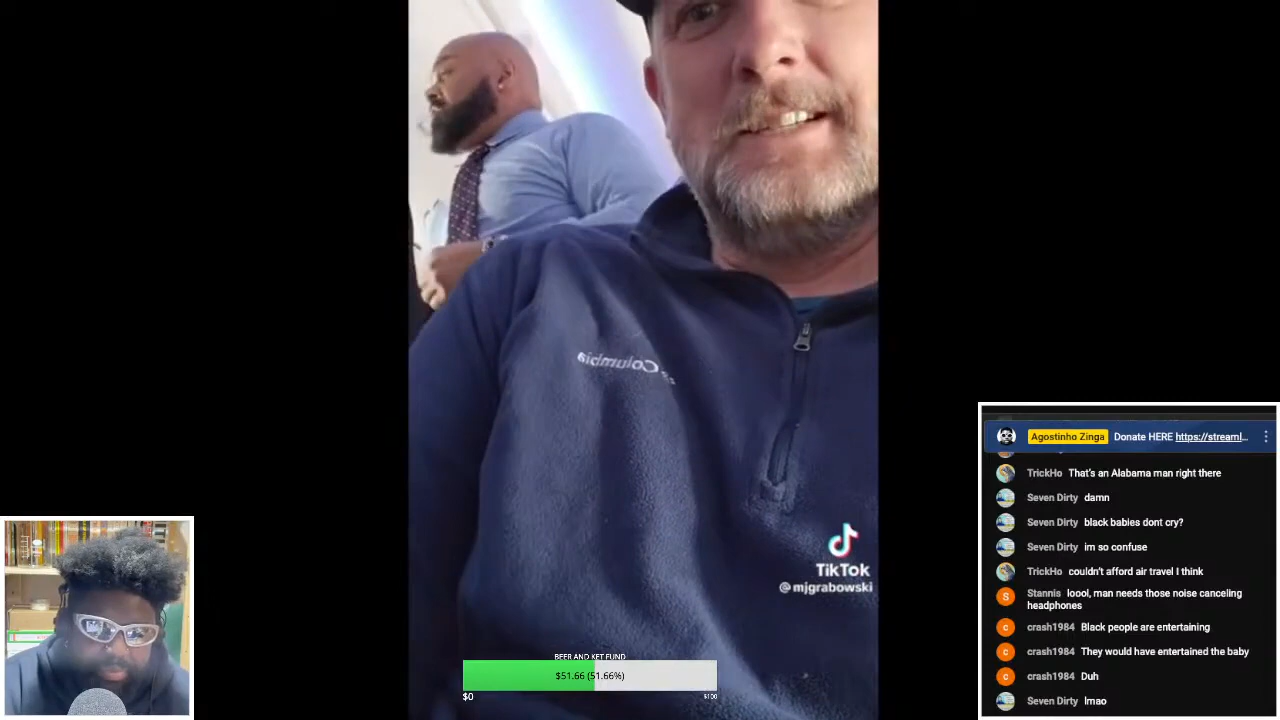 Columbia
TikTok
@mjgrabowski
BEER AND KET FUND
$51.66 (51.66%)
$0
$100
Agostinho Zinga Donate HERE https://streaml...
TrickHo That's an Alabama man right there
Seven Dirty damn
Seven Dirty black babies dont cry?
Seven Dirty im so confuse
TrickHo couldn't afford air travel I think
Stannis loool, man needs those noise canceling
headphones
crash1984 Black people are entertaining
crash1984 They would have entertained the baby
crash1984 Duh
Seven Dirty lmao